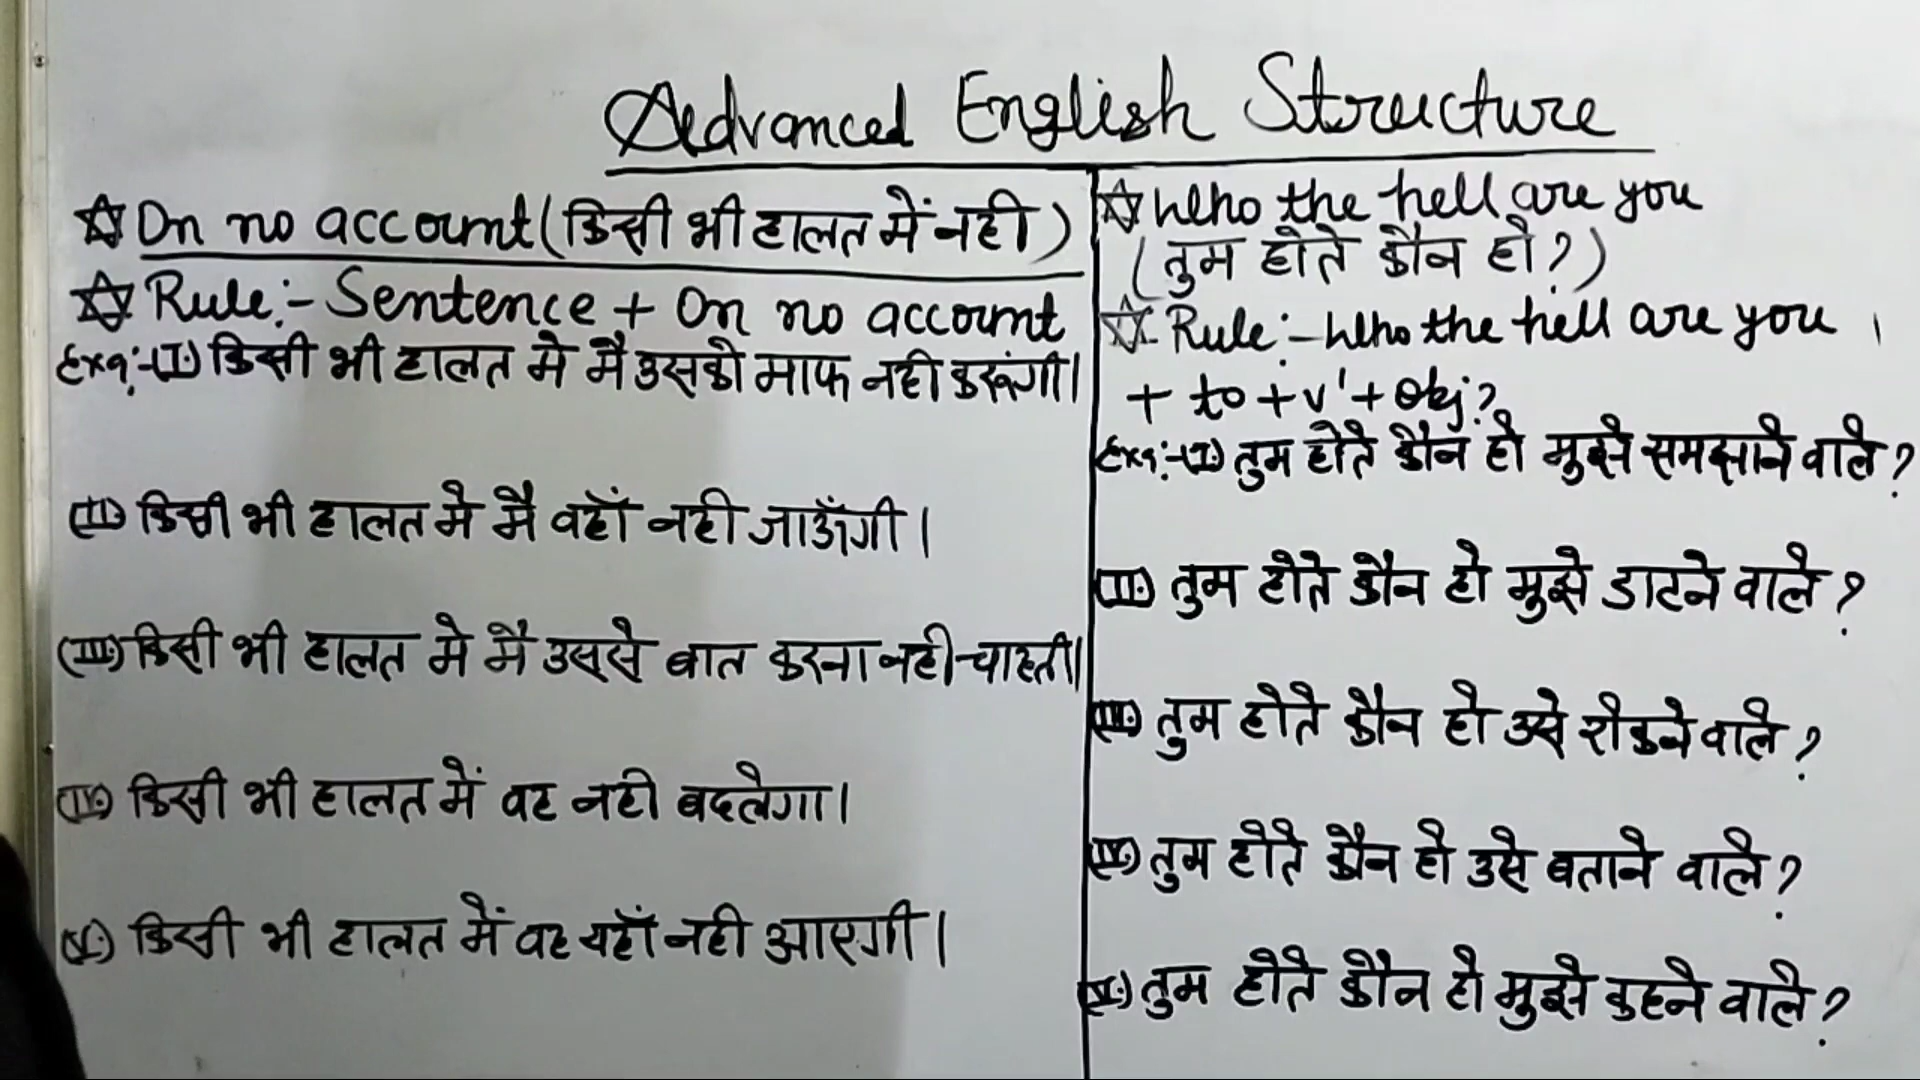 Advanced English Structure
☆ On no account (किसी भी हालत में नही)
☆ Rule:- Sentence + On no account
Exa:-(I) किसी भी हालत मे मै उसको माफ नही करूंगी।
(II) किसी भी हालत मे मै वहाँ नही जाऊँगी।
(III) किसी भी हालत मे मै उससे बात करना नही चाहती।
(IV) किसी भी हालत में वह नही बदलेगा।
(V) किसी भी हालत में वह यहाँ नही आएगी।
☆ Who the hell are you
(तुम होते कौन हो?)
☆ Rule:- Who the hell are you
+ to + v' + Obj?
Exa:-(I) तुम होते कौन हो मुझे समझाने वाले?
(II) तुम होते कौन हो मुझे डाटने वाले?
(III) तुम होते कौन हो उसे रोकने वाले?
(IV) तुम होते कौन हो उसे बताने वाले?
(V) तुम होते कौन हो मुझे कहने वाले?